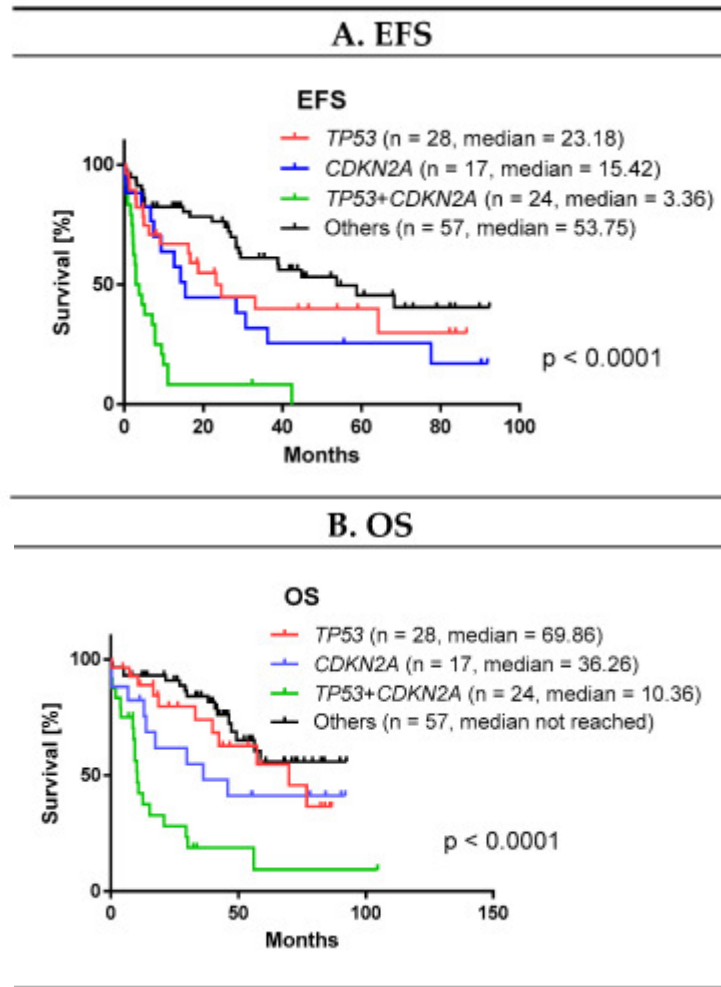 A. EFS
EFS
TP53 (n = 28, median = 23.18)
CDKN2A (n = 17, median = 15.42)
TP53+CDKN2A (n = 24, median = 3.36)
Others (n = 57, median = 53.75)
Survival [%]
100
50
0
p < 0.0001
0 20 40 60 80 100
Months
B. OS
OS
TP53 (n = 28, median = 69.86)
CDKN2A (n = 17, median = 36.26)
TP53+CDKN2A (n = 24, median = 10.36)
Others (n = 57, median not reached)
Survival [%]
100
50
0
p < 0.0001
0 50 100 150
Months